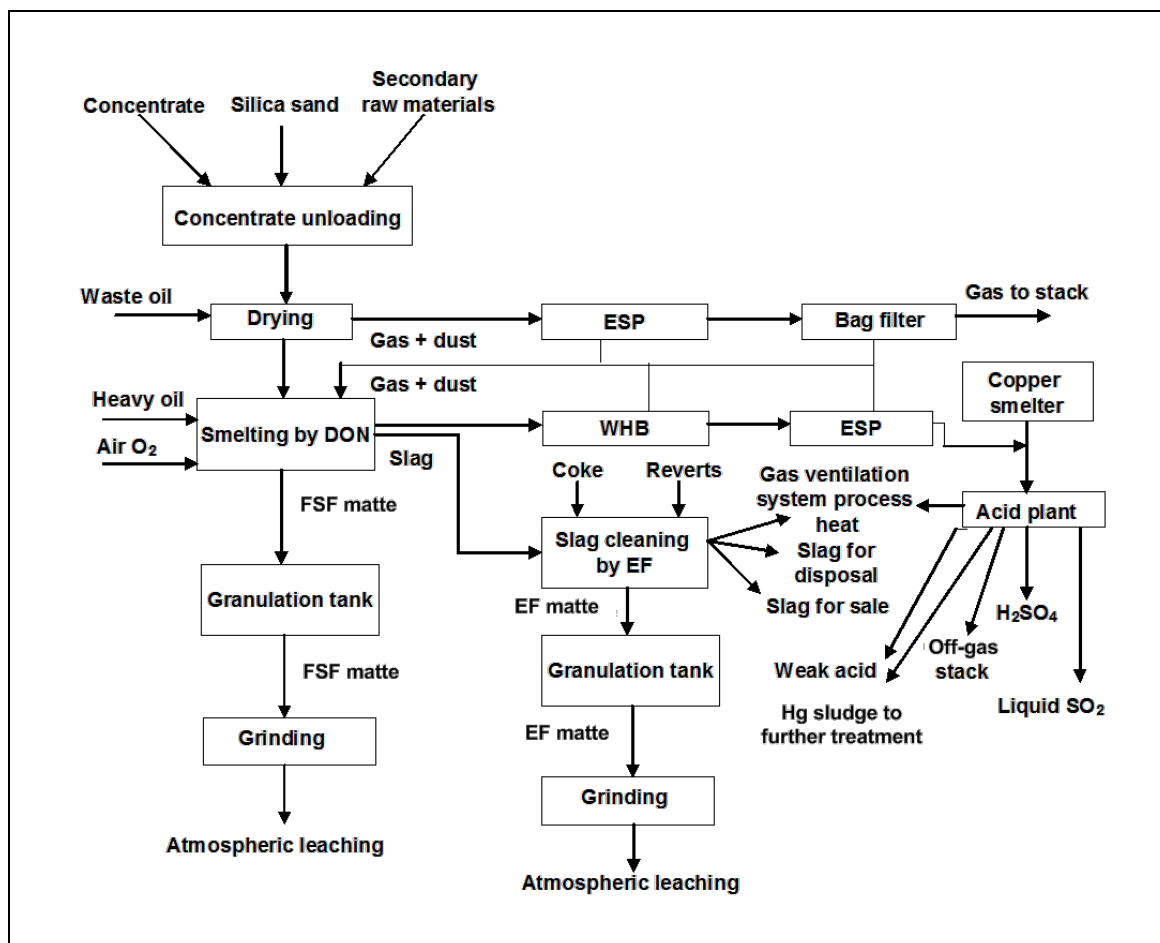 Concentrate
Silica sand
Secondary
raw materials
Concentrate unloading
Waste oil
Drying
Gas + dust
ESP
Bag filter
Gas to stack
Heavy oil
Air O₂
Gas + dust
Smelting by DON
Slag
WHB
ESP
Copper
smelter
FSF matte
Coke
Reverts
Gas ventilation
system process
heat
Acid plant
Slag cleaning
by EF
Slag for
disposal
Slag for sale
Granulation tank
EF matte
H₂SO₄
Off-gas
stack
Weak acid
Liquid SO₂
Hg sludge to
further treatment
FSF matte
Granulation tank
EF matte
Grinding
Grinding
Atmospheric leaching
Atmospheric leaching